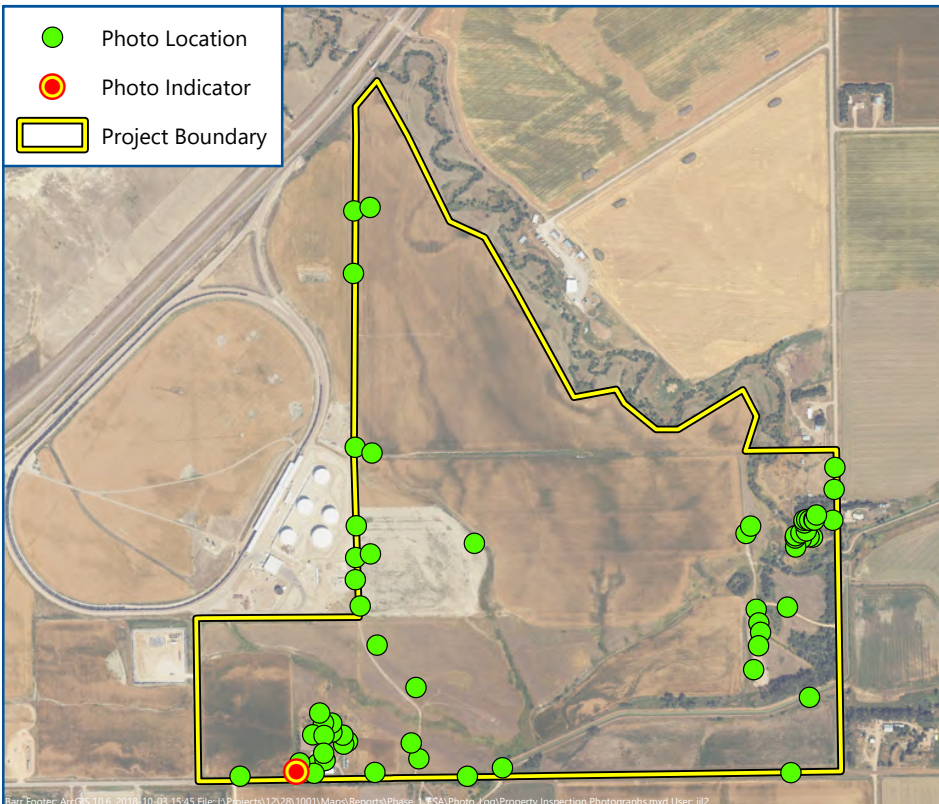 Photo Location
Photo Indicator
Project Boundary
Barr Footer: ArcGIS 10.6, 2018-10-03 15:45 File: I:\Projects\12\28\1001\Maps\Reports\Phase_I_ESA\Photo_Log\Property Inspection Photographs.mxd User: jjl2